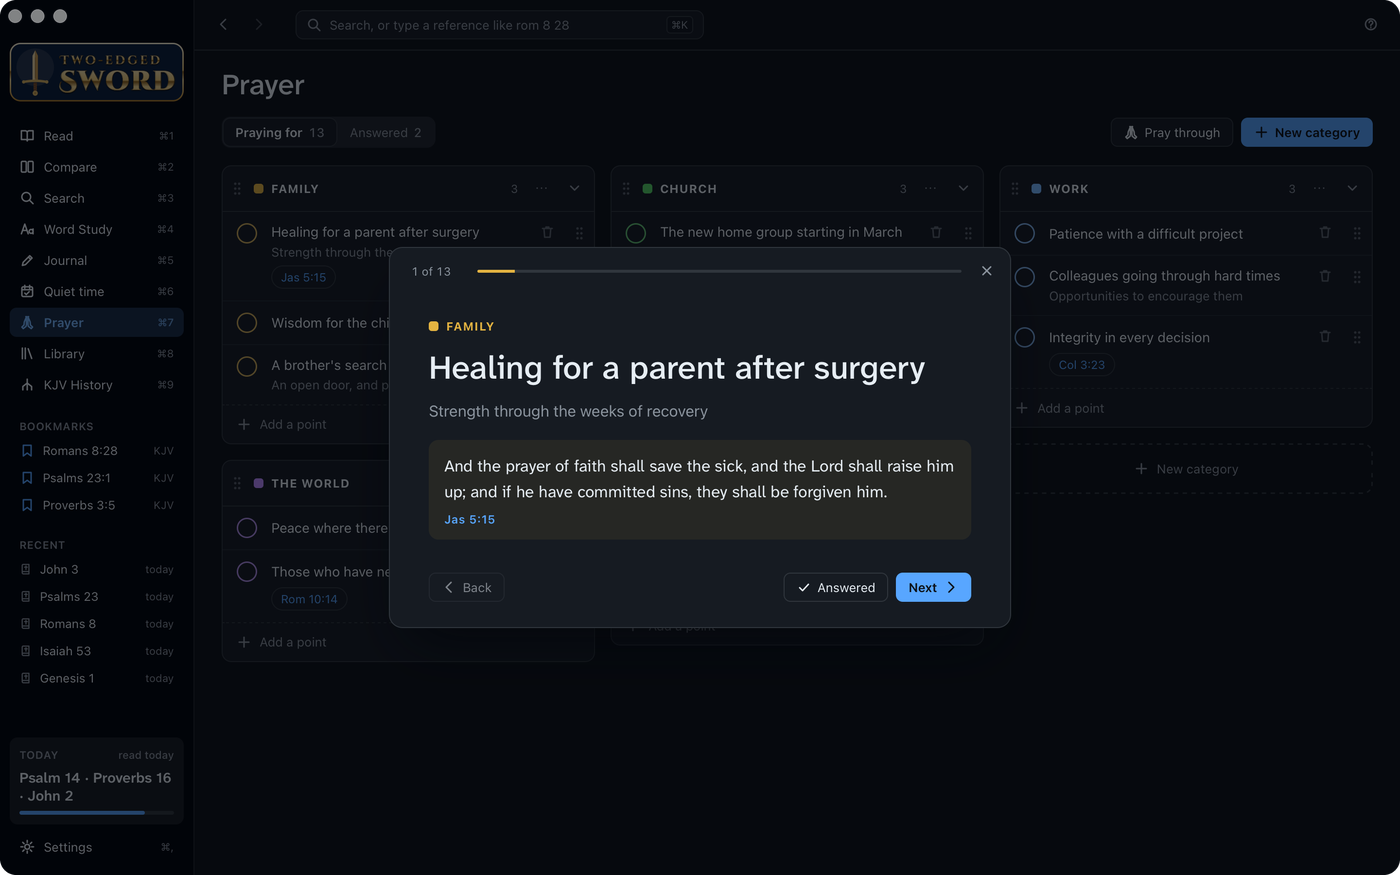 Search, or type a reference like rom 8 28
⌘K
TWO-EDGED
SWORD
Read ⌘1
Compare ⌘2
Search ⌘3
Word Study ⌘4
Journal ⌘5
Quiet time ⌘6
Prayer ⌘7
Library ⌘8
KJV History ⌘9
BOOKMARKS
Romans 8:28 KJV
Psalms 23:1 KJV
Proverbs 3:5 KJV
RECENT
John 3 today
Psalms 23 today
Romans 8 today
Isaiah 53 today
Genesis 1 today
TODAY read today
Psalm 14 · Proverbs 16
· John 2
Settings ⌘,
Prayer
Praying for 13
Answered 2
Pray through
New category
FAMILY 3
Healing for a parent after surgery
Strength through the
Jas 5:15
Wisdom for the chi
A brother's search
An open door, and p
Add a point
CHURCH 3
The new home group starting in March
WORK 3
Patience with a difficult project
Colleagues going through hard times
Opportunities to encourage them
Integrity in every decision
Col 3:23
Add a point
New category
THE WORLD
Peace where there
Those who have ne
Rom 10:14
Add a point
Add a point
1 of 13
FAMILY
Healing for a parent after surgery
Strength through the weeks of recovery
And the prayer of faith shall save the sick, and the Lord shall raise him
up; and if he have committed sins, they shall be forgiven him.
Jas 5:15
Back
Answered
Next